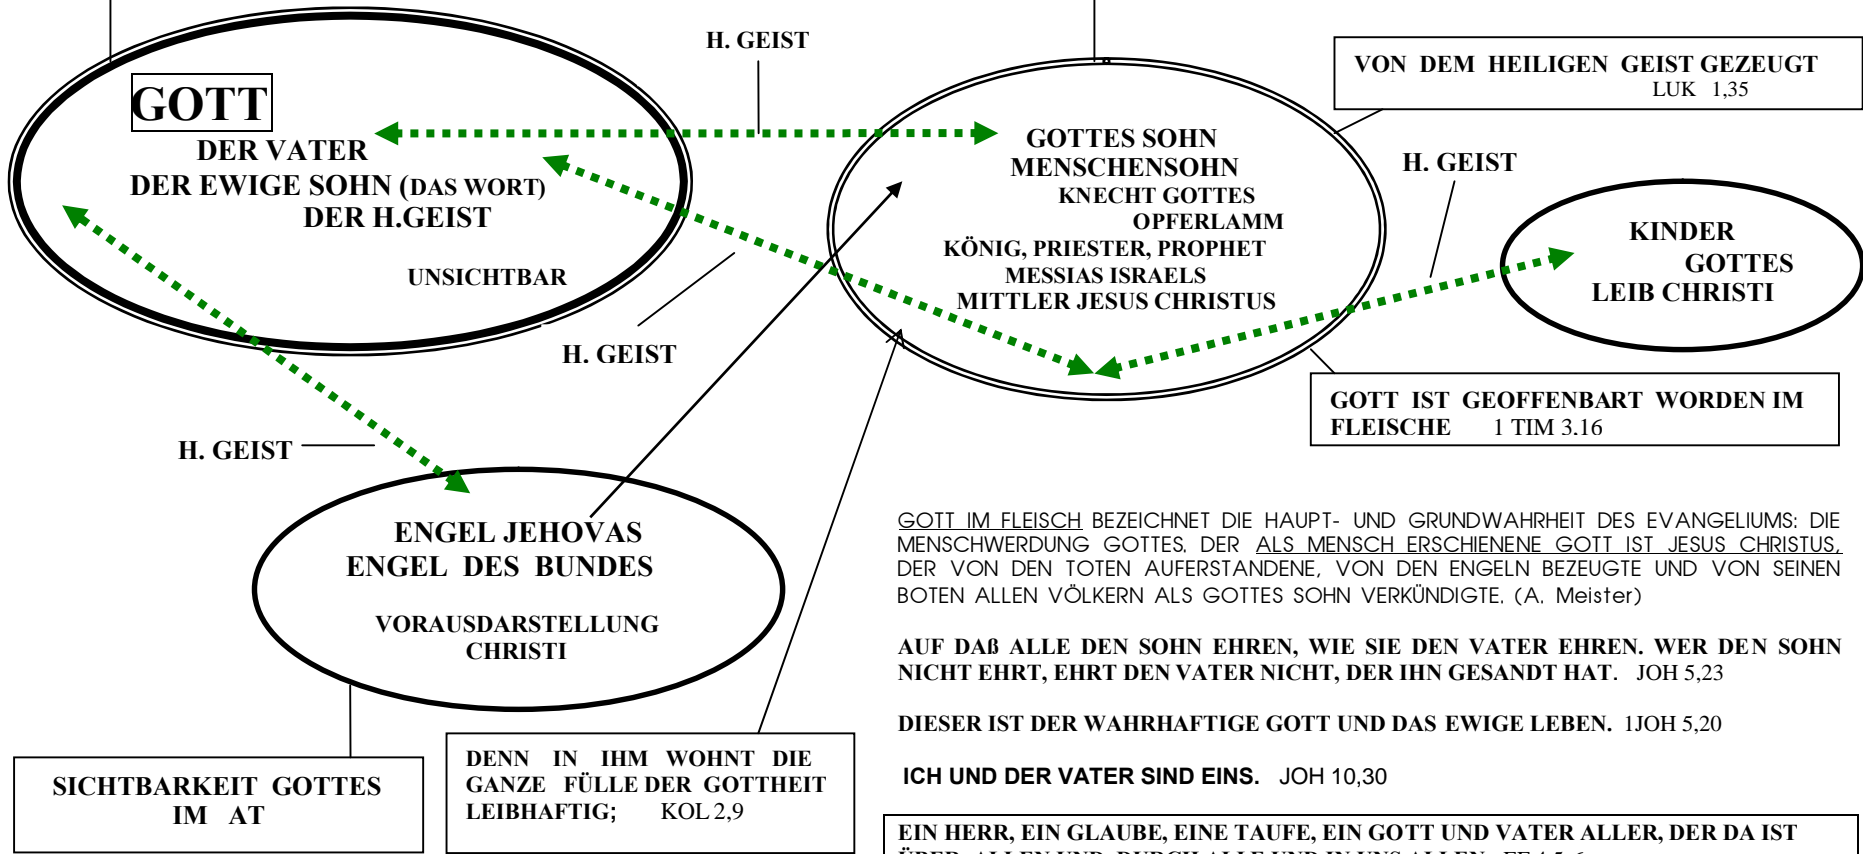 H. GEIST
VON DEM HEILIGEN GEIST GEZEUGT
LUK 1,35
GOTT
DER VATER
DER EWIGE SOHN (DAS WORT)
DER H.GEIST
UNSICHTBAR
GOTTES SOHN
MENSCHENSOHN
KNECHT GOTTES
OPFERLAMM
KÖNIG, PRIESTER, PROPHET
MESSIAS ISRAELS
MITTLER JESUS CHRISTUS
H. GEIST
KINDER
GOTTES
LEIB CHRISTI
H. GEIST
GOTT IST GEOFFENBART WORDEN IM
FLEISCHE 1 TIM 3.16
H. GEIST
ENGEL JEHOVAS
ENGEL DES BUNDES
VORAUSDARSTELLUNG
CHRISTI
SICHTBARKEIT GOTTES
IM AT
DENN IN IHM WOHNT DIE
GANZE FÜLLE DER GOTTHEIT
LEIBHAFTIG; KOL 2,9
GOTT IM FLEISCH BEZEICHNET DIE HAUPT- UND GRUNDWAHRHEIT DES EVANGELIUMS: DIE
MENSCHWERDUNG GOTTES. DER ALS MENSCH ERSCHIENENE GOTT IST JESUS CHRISTUS,
DER VON DEN TOTEN AUFERSTANDENE, VON DEN ENGELN BEZEUGTE UND VON SEINEN
BOTEN ALLEN VÖLKERN ALS GOTTES SOHN VERKÜNDIGTE. (A. Meister)
AUF DAß ALLE DEN SOHN EHREN, WIE SIE DEN VATER EHREN. WER DEN SOHN
NICHT EHRT, EHRT DEN VATER NICHT, DER IHN GESANDT HAT. JOH 5,23
DIESER IST DER WAHRHAFTIGE GOTT UND DAS EWIGE LEBEN. 1JOH 5,20
ICH UND DER VATER SIND EINS. JOH 10,30
EIN HERR, EIN GLAUBE, EINE TAUFE, EIN GOTT UND VATER ALLER, DER DA IST
ÜBER ALLEN UND DURCH ALLE UND IN UNS ALLEN